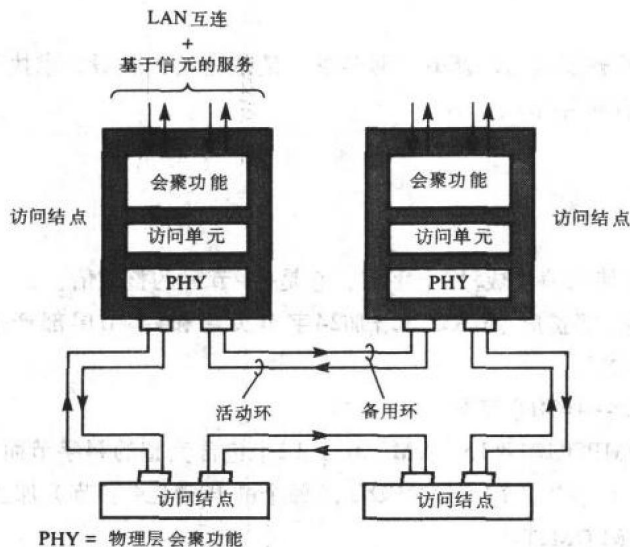 LAN 互连
+
基于信元的服务
会聚功能
访问单元
PHY
访问结点
会聚功能
访问单元
PHY
访问结点
活动环
备用环
访问结点
访问结点
PHY = 物理层会聚功能